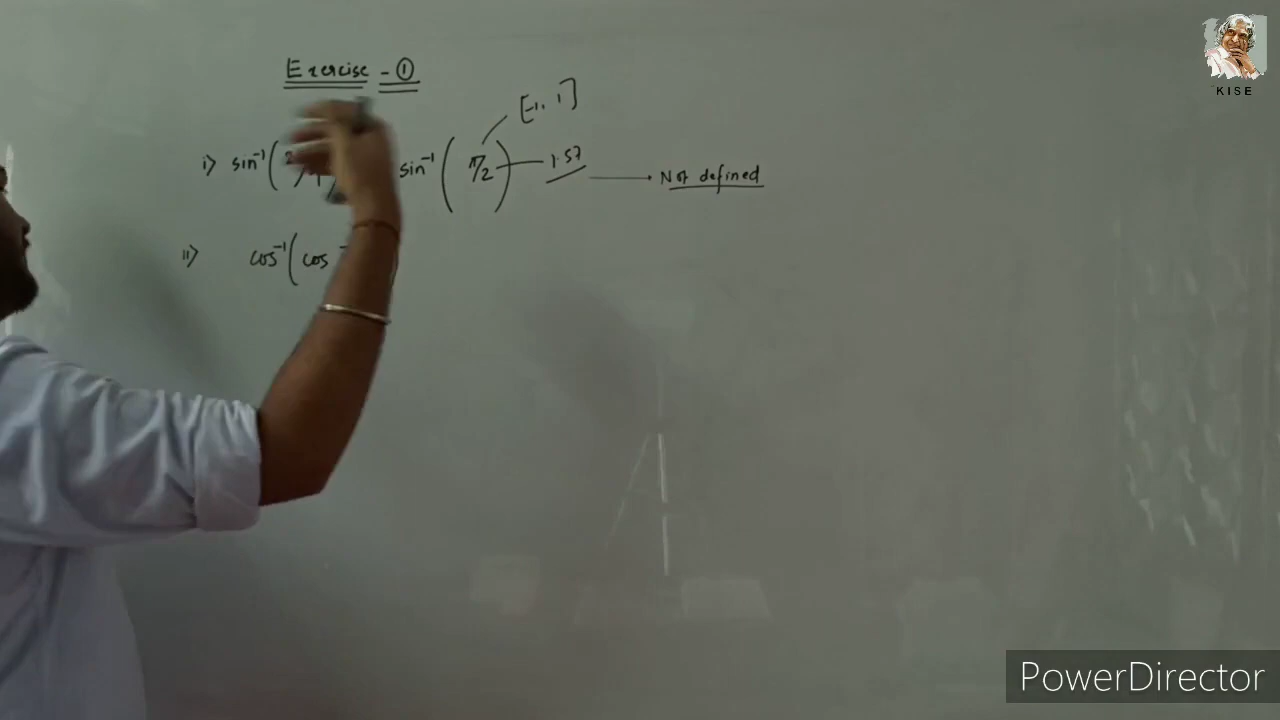 KISE
Exercise - ①
[-1, 1]
i) sin⁻¹( sin⁻¹ ( π/2 ) 1.57 → Not defined
ii) cos⁻¹( cos
PowerDirector